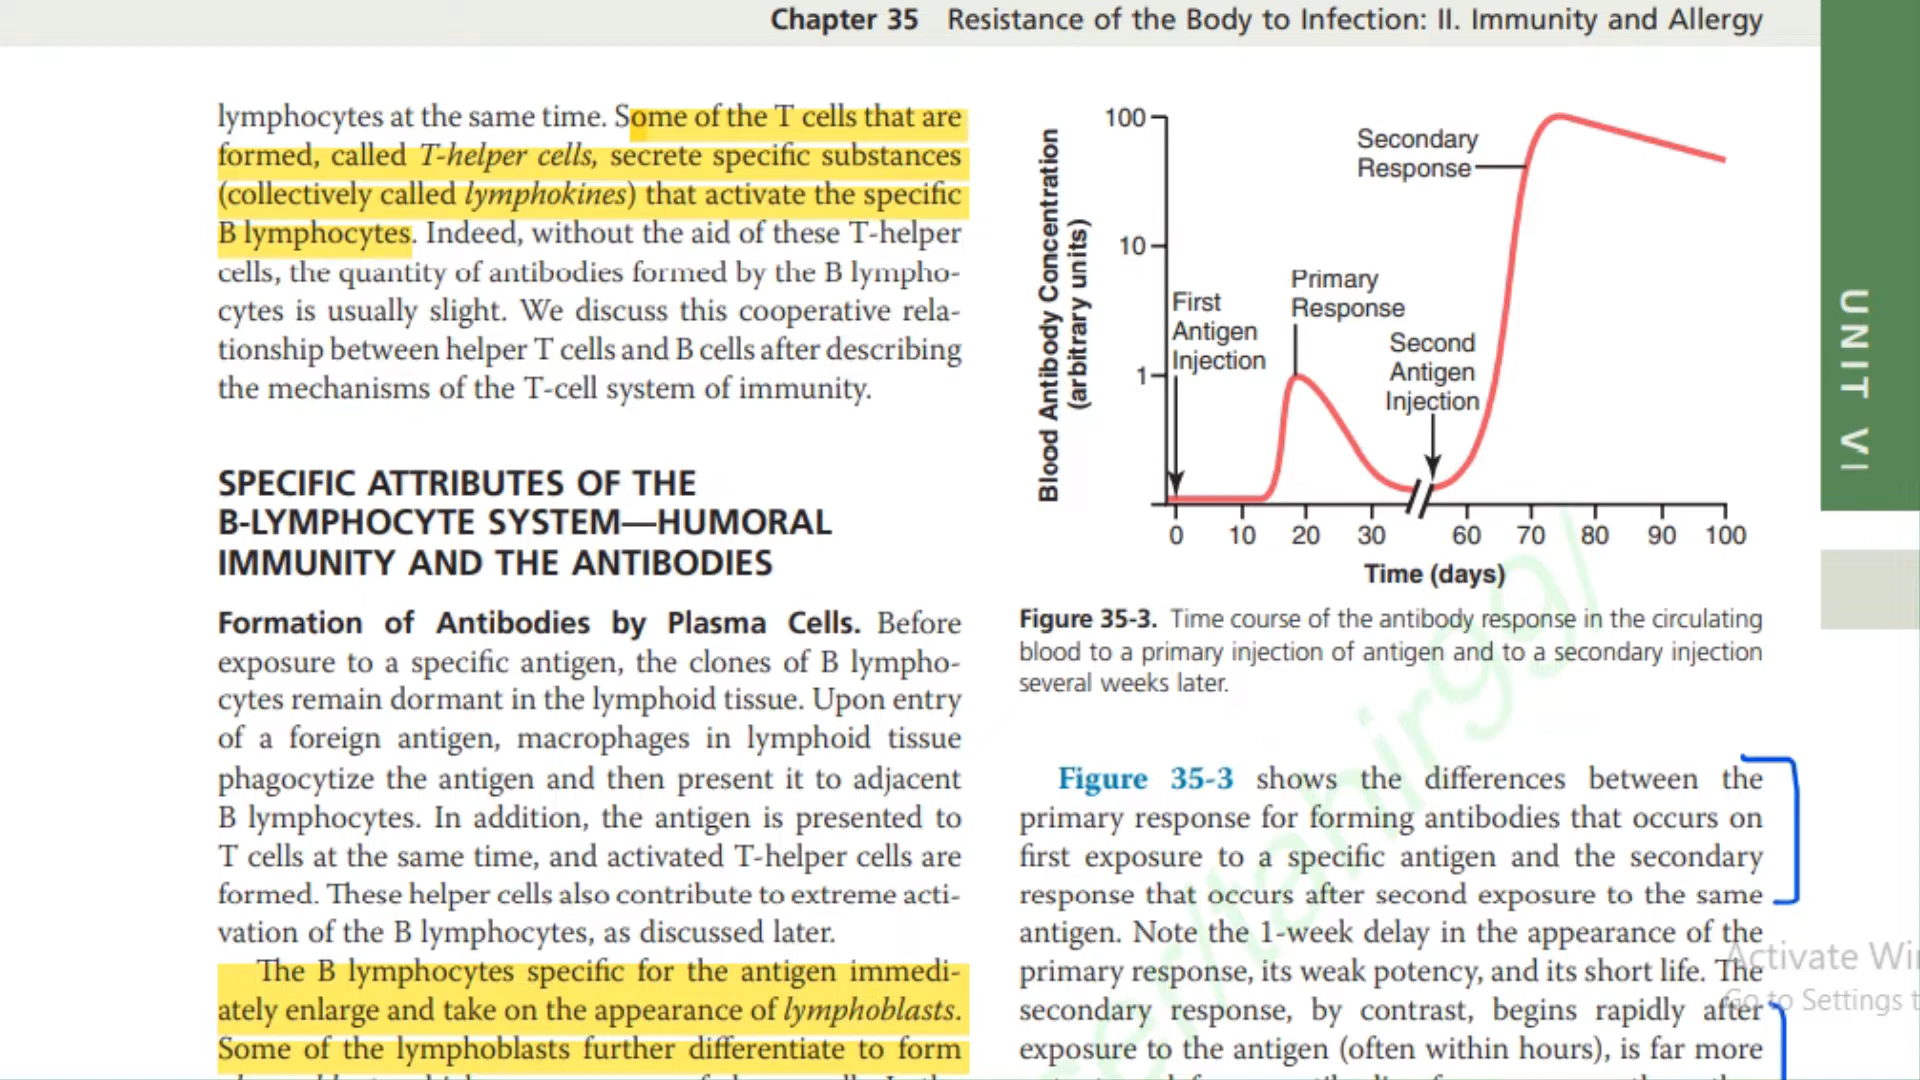 Chapter 35 Resistance of the Body to Infection: II. Immunity and Allergy
UNIT VI
lymphocytes at the same time. Some of the T cells that are
formed, called T-helper cells, secrete specific substances
(collectively called lymphokines) that activate the specific
B lymphocytes. Indeed, without the aid of these T-helper
cells, the quantity of antibodies formed by the B lympho-
cytes is usually slight. We discuss this cooperative rela-
tionship between helper T cells and B cells after describing
the mechanisms of the T-cell system of immunity.
SPECIFIC ATTRIBUTES OF THE
B-LYMPHOCYTE SYSTEM—HUMORAL
IMMUNITY AND THE ANTIBODIES
Formation of Antibodies by Plasma Cells. Before
exposure to a specific antigen, the clones of B lympho-
cytes remain dormant in the lymphoid tissue. Upon entry
of a foreign antigen, macrophages in lymphoid tissue
phagocytize the antigen and then present it to adjacent
B lymphocytes. In addition, the antigen is presented to
T cells at the same time, and activated T-helper cells are
formed. These helper cells also contribute to extreme acti-
vation of the B lymphocytes, as discussed later.
The B lymphocytes specific for the antigen immedi-
ately enlarge and take on the appearance of lymphoblasts.
Some of the lymphoblasts further differentiate to form
Blood Antibody Concentration
(arbitrary units)
100
10
1
First
Antigen
Injection
Primary
Response
Second
Antigen
Injection
Secondary
Response
0 10 20 30 60 70 80 90 100
Time (days)
Figure 35-3. Time course of the antibody response in the circulating
blood to a primary injection of antigen and to a secondary injection
several weeks later.
Figure 35-3 shows the differences between the
primary response for forming antibodies that occurs on
first exposure to a specific antigen and the secondary
response that occurs after second exposure to the same
antigen. Note the 1-week delay in the appearance of the
primary response, its weak potency, and its short life. The
secondary response, by contrast, begins rapidly after
exposure to the antigen (often within hours), is far more
er/tahir99/
Activate Wi
Go to Settings t